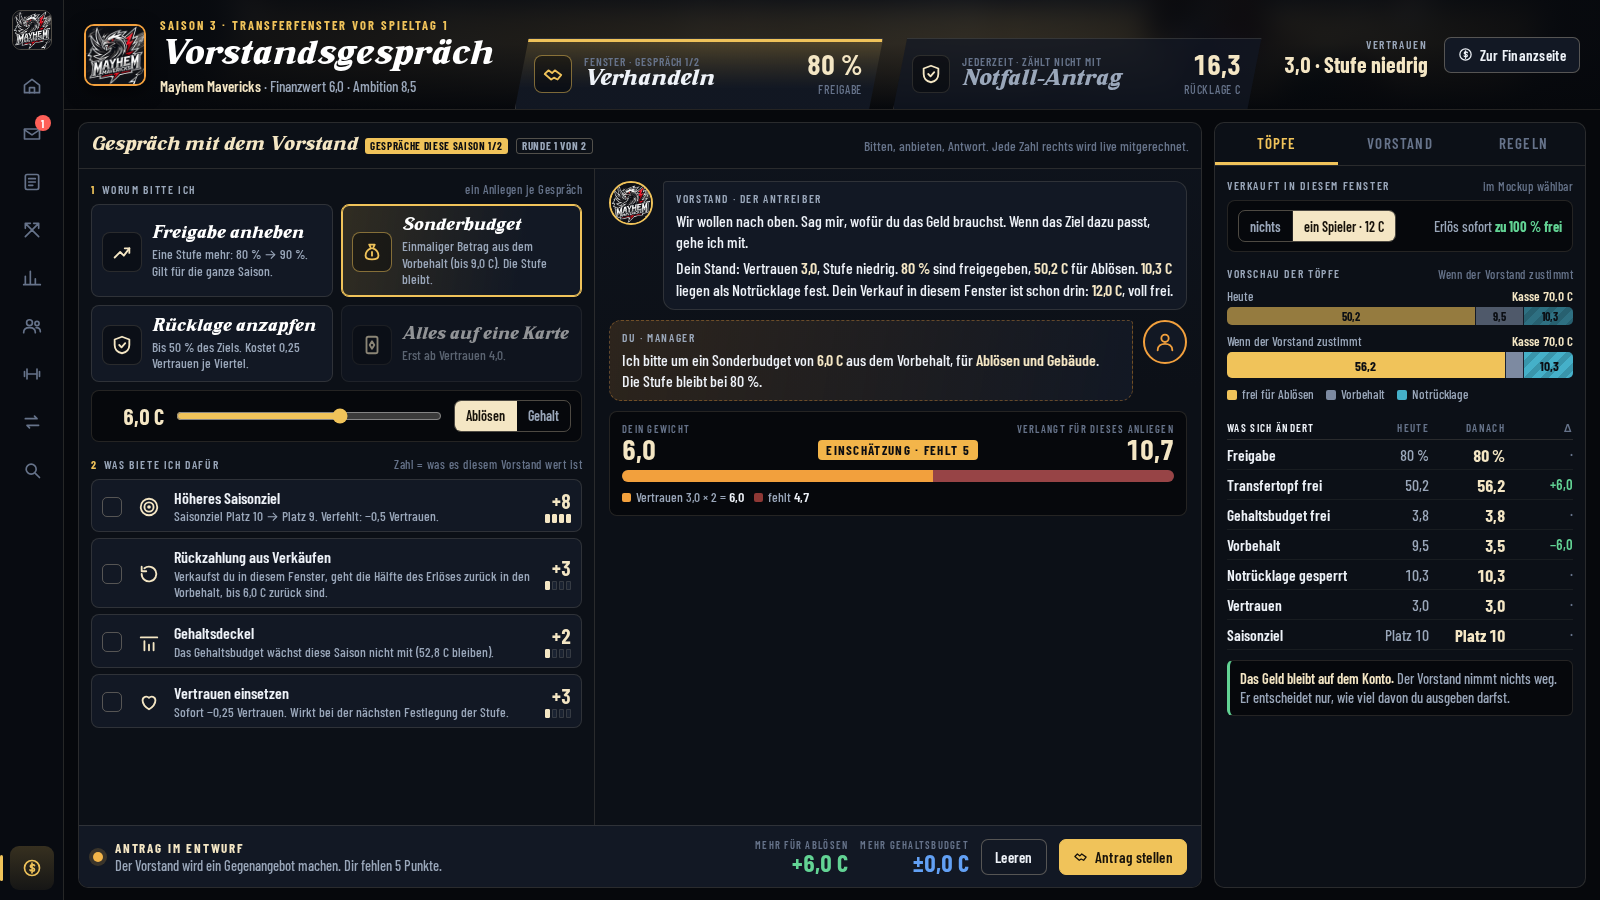 SAISON 3 · TRANSFERFENSTER VOR SPIELTAG 1
Vorstandsgespräch
Mayhem Mavericks · Finanzwert 6,0 · Ambition 8,5
FENSTER · GESPRÄCH 1/2
Verhandeln
80 %
FREIGABE
JEDERZEIT · ZÄHLT NICHT MIT
Notfall-Antrag
16,3
RÜCKLAGE C
VERTRAUEN
3,0 · Stufe niedrig
Zur Finanzseite
1
Gespräch mit dem Vorstand
GESPRÄCHE DIESE SAISON 1/2
RUNDE 1 VON 2
Bitten, anbieten, Antwort. Jede Zahl rechts wird live mitgerechnet.
1 WORUM BITTE ICH
ein Anliegen je Gespräch
Freigabe anheben
Eine Stufe mehr: 80 % → 90 %.
Gilt für die ganze Saison.
Sonderbudget
Einmaliger Betrag aus dem
Vorbehalt (bis 9,0 C). Die Stufe
bleibt.
Rücklage anzapfen
Bis 50 % des Ziels. Kostet 0,25
Vertrauen je Viertel.
Alles auf eine Karte
Erst ab Vertrauen 4,0.
6,0 C
Ablösen
Gehalt
2 WAS BIETE ICH DAFÜR
Zahl = was es diesem Vorstand wert ist
Höheres Saisonziel
Saisonziel Platz 10 → Platz 9. Verfehlt: −0,5 Vertrauen.
+8
Rückzahlung aus Verkäufen
Verkaufst du in diesem Fenster, geht die Hälfte des Erlöses zurück in den
Vorbehalt, bis 6,0 C zurück sind.
+3
Gehaltsdeckel
Das Gehaltsbudget wächst diese Saison nicht mit (52,8 C bleiben).
+2
Vertrauen einsetzen
Sofort −0,25 Vertrauen. Wirkt bei der nächsten Festlegung der Stufe.
+3
VORSTAND · DER ANTREIBER
Wir wollen nach oben. Sag mir, wofür du das Geld brauchst. Wenn das Ziel dazu passt,
gehe ich mit.
Dein Stand: Vertrauen 3,0, Stufe niedrig. 80 % sind freigegeben, 50,2 C für Ablösen. 10,3 C
liegen als Notrücklage fest. Dein Verkauf in diesem Fenster ist schon drin: 12,0 C, voll frei.
DU · MANAGER
Ich bitte um ein Sonderbudget von 6,0 C aus dem Vorbehalt, für Ablösen und Gebäude.
Die Stufe bleibt bei 80 %.
DEIN GEWICHT
6,0
EINSCHÄTZUNG · FEHLT 5
VERLANGT FÜR DIESES ANLIEGEN
10,7
Vertrauen 3,0 × 2 = 6,0
fehlt 4,7
ANTRAG IM ENTWURF
Der Vorstand wird ein Gegenangebot machen. Dir fehlen 5 Punkte.
MEHR FÜR ABLÖSEN
+6,0 C
MEHR GEHALTSBUDGET
±0,0 C
Leeren
Antrag stellen
TÖPFE
VORSTAND
REGELN
VERKAUFT IN DIESEM FENSTER
im Mockup wählbar
nichts
ein Spieler · 12 C
Erlös sofort zu 100 % frei
VORSCHAU DER TÖPFE
Wenn der Vorstand zustimmt
Heute
Kasse 70,0 C
50,2
9,5
10,3
Wenn der Vorstand zustimmt
Kasse 70,0 C
56,2
10,3
frei für Ablösen
Vorbehalt
Notrücklage
WAS SICH ÄNDERT HEUTE DANACH Δ
Freigabe 80 % 80 % ·
Transfertopf frei 50,2 56,2 +6,0
Gehaltsbudget frei 3,8 3,8 ·
Vorbehalt 9,5 3,5 −6,0
Notrücklage gesperrt 10,3 10,3 ·
Vertrauen 3,0 3,0 ·
Saisonziel Platz 10 Platz 10 ·
Das Geld bleibt auf dem Konto. Der Vorstand nimmt nichts weg.
Er entscheidet nur, wie viel davon du ausgeben darfst.